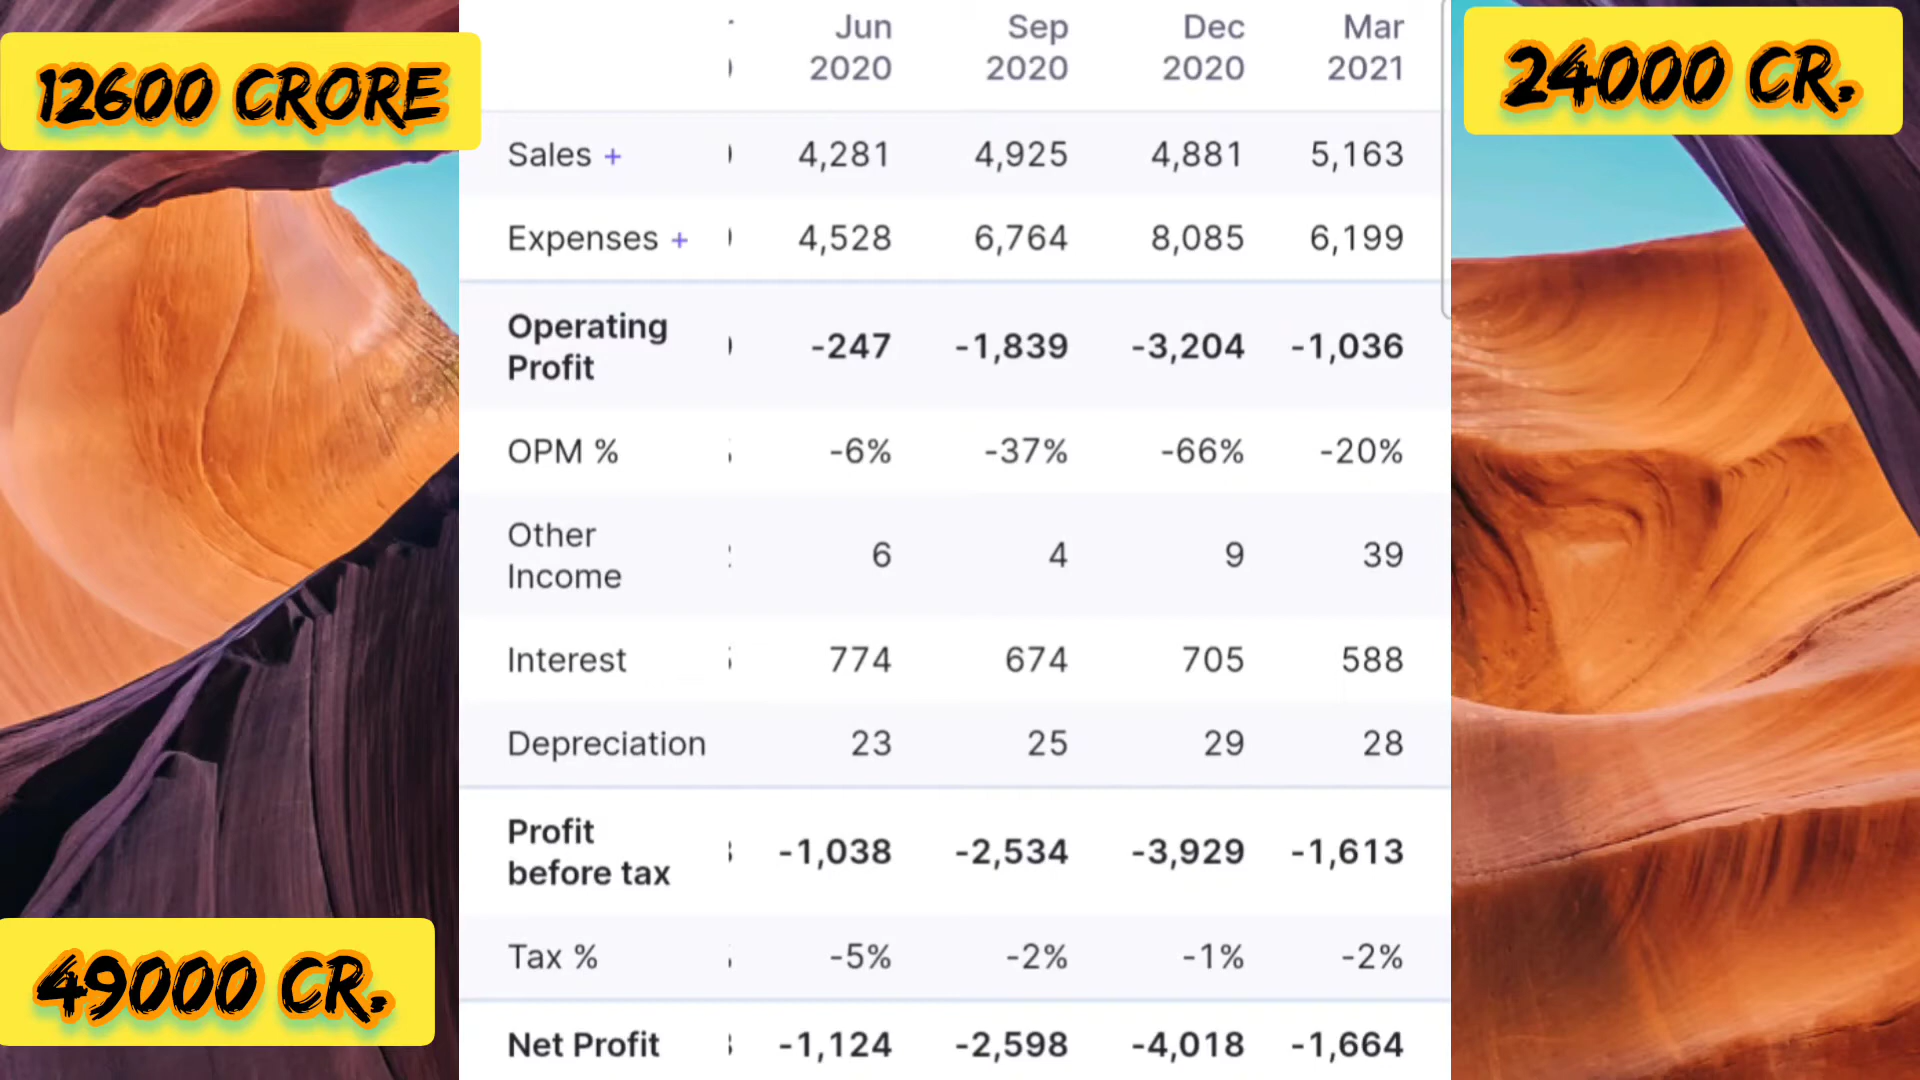 12600 CRORE
24000 CR.
49000 CR.
Jun 2020 Sep 2020 Dec 2020 Mar 2021
Sales + 4,281 4,925 4,881 5,163
Expenses + 4,528 6,764 8,085 6,199
Operating Profit -247 -1,839 -3,204 -1,036
OPM % -6% -37% -66% -20%
Other Income 6 4 9 39
Interest 774 674 705 588
Depreciation 23 25 29 28
Profit before tax -1,038 -2,534 -3,929 -1,613
Tax % -5% -2% -1% -2%
Net Profit -1,124 -2,598 -4,018 -1,664